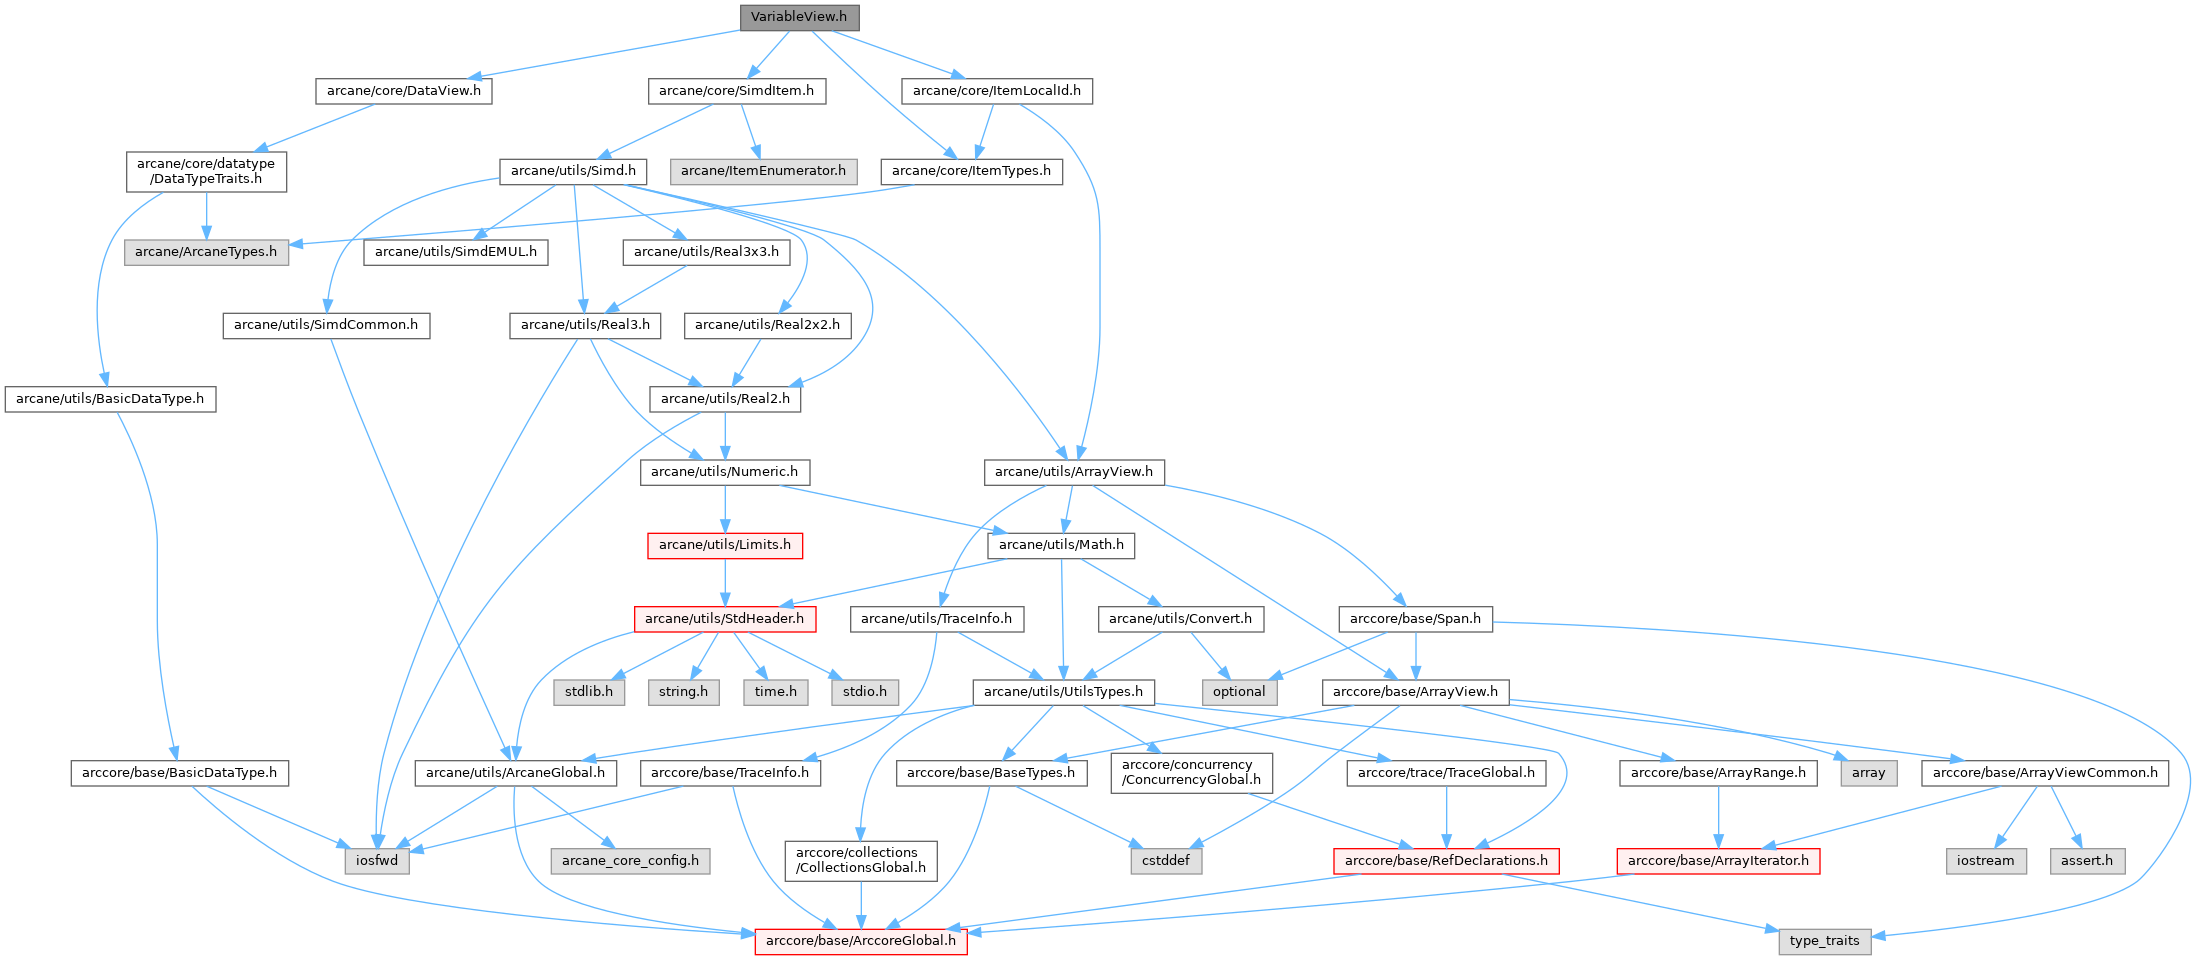 VariableView.h
arcane/core/DataView.h
arcane/core/SimdItem.h
arcane/core/ItemLocalId.h
arcane/core/datatype
/DataTypeTraits.h
arcane/utils/Simd.h
arcane/ItemEnumerator.h
arcane/core/ItemTypes.h
arcane/ArcaneTypes.h
arcane/utils/SimdEMUL.h
arcane/utils/Real3x3.h
arcane/utils/SimdCommon.h
arcane/utils/Real3.h
arcane/utils/Real2x2.h
arcane/utils/BasicDataType.h
arcane/utils/Real2.h
arcane/utils/Numeric.h
arcane/utils/ArrayView.h
arcane/utils/Limits.h
arcane/utils/Math.h
arcane/utils/StdHeader.h
arcane/utils/TraceInfo.h
arcane/utils/Convert.h
arccore/base/Span.h
stdlib.h
string.h
time.h
stdio.h
arcane/utils/UtilsTypes.h
optional
arccore/base/ArrayView.h
arccore/base/BasicDataType.h
arcane/utils/ArcaneGlobal.h
arccore/base/TraceInfo.h
arccore/base/BaseTypes.h
arccore/concurrency
/ConcurrencyGlobal.h
arccore/trace/TraceGlobal.h
arccore/base/ArrayRange.h
array
arccore/base/ArrayViewCommon.h
iosfwd
arcane_core_config.h
arccore/collections
/CollectionsGlobal.h
cstddef
arccore/base/RefDeclarations.h
arccore/base/ArrayIterator.h
iostream
assert.h
arccore/base/ArccoreGlobal.h
type_traits